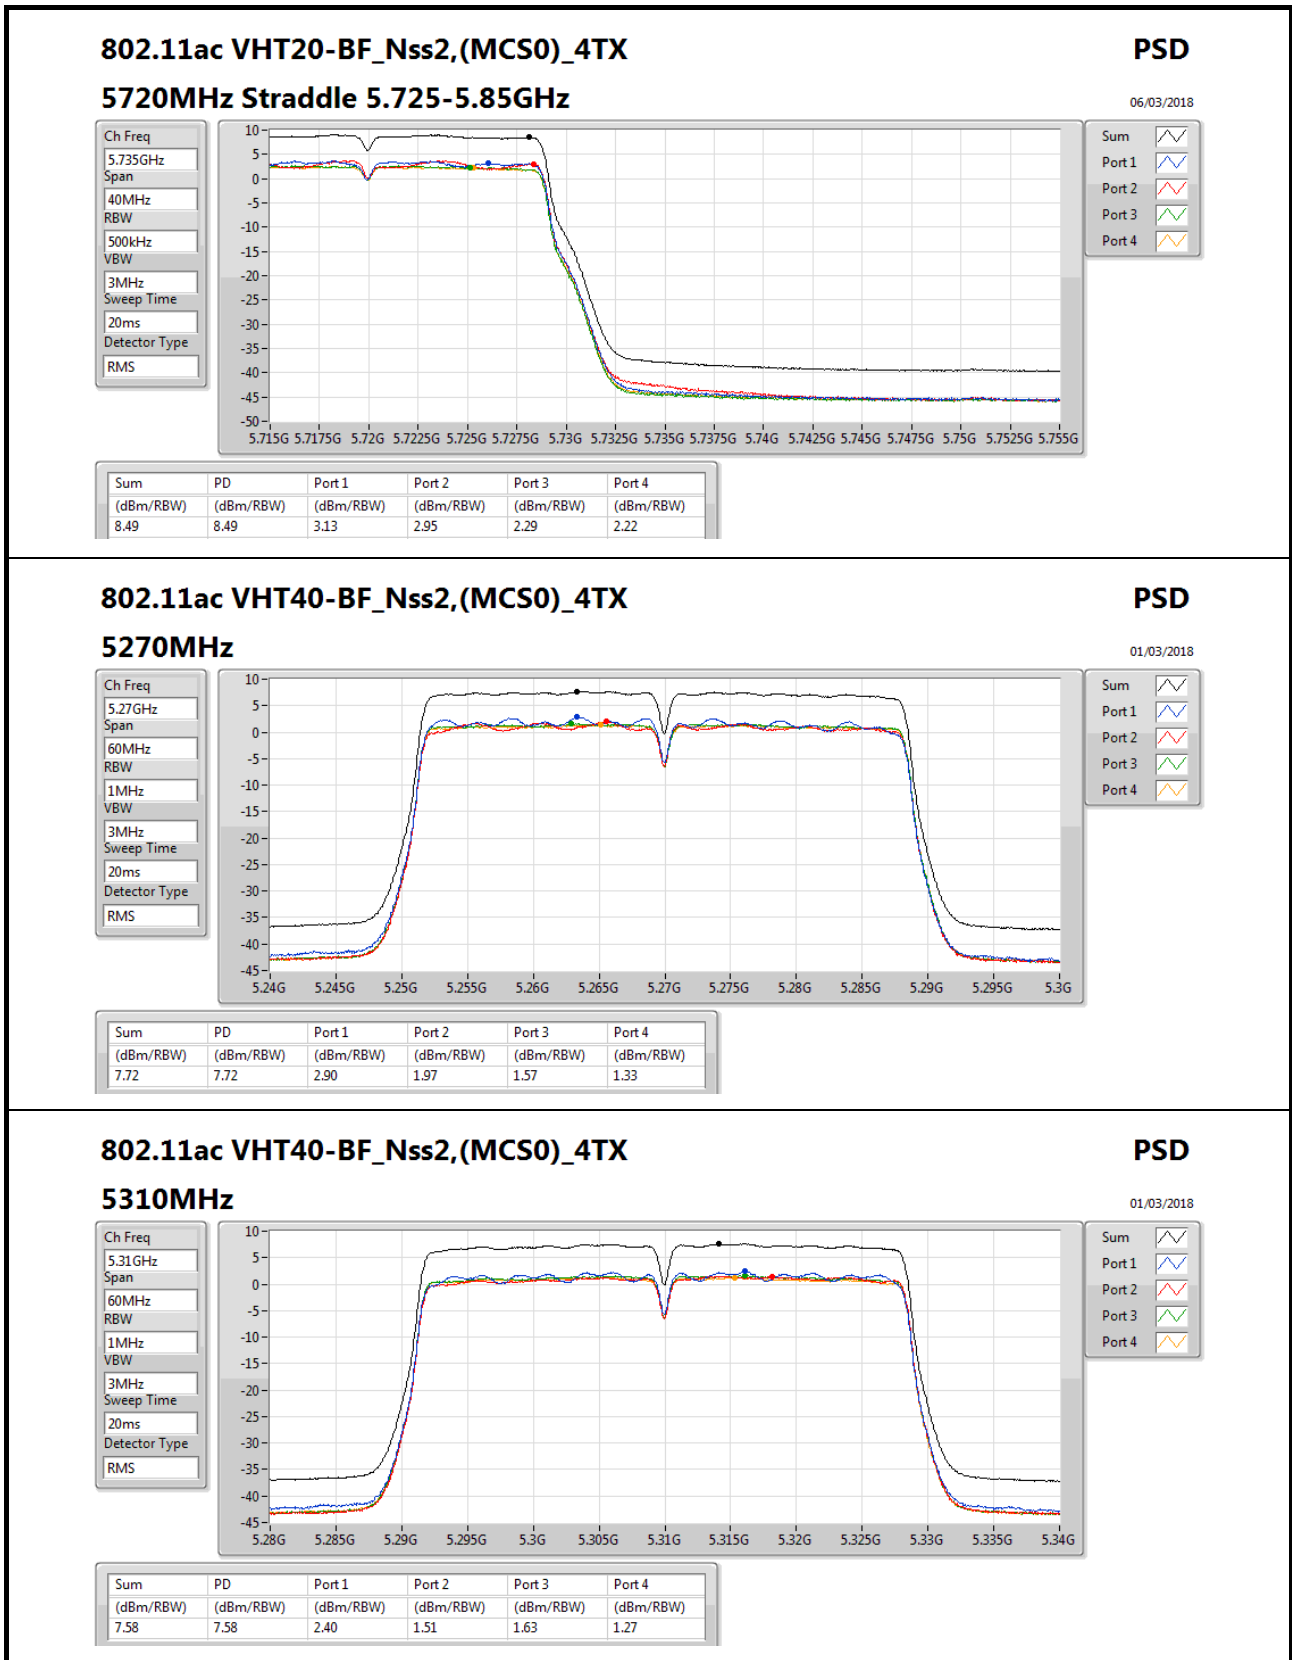 802.11ac VHT20-BF_Nss2,(MCS0)_4TX PSD
5720MHz Straddle 5.725-5.85GHz 06/03/2018
Ch Freq
5.735GHz
Span
40MHz
RBW
500kHz
VBW
3MHz
Sweep Time
20ms
Detector Type
RMS
10
5
0
-5
-10
-15
-20
-25
-30
-35
-40
-45
-50
5.715G 5.7175G 5.72G 5.7225G 5.725G 5.7275G 5.73G 5.7325G 5.735G 5.7375G 5.74G 5.7425G 5.745G 5.7475G 5.75G 5.7525G 5.755G
Sum
Port 1
Port 2
Port 3
Port 4
Sum PD Port 1 Port 2 Port 3 Port 4
(dBm/RBW) (dBm/RBW) (dBm/RBW) (dBm/RBW) (dBm/RBW) (dBm/RBW)
8.49 8.49 3.13 2.95 2.29 2.22
802.11ac VHT40-BF_Nss2,(MCS0)_4TX PSD
5270MHz 01/03/2018
Ch Freq
5.27GHz
Span
60MHz
RBW
1MHz
VBW
3MHz
Sweep Time
20ms
Detector Type
RMS
10
5
0
-5
-10
-15
-20
-25
-30
-35
-40
-45
5.24G 5.245G 5.25G 5.255G 5.26G 5.265G 5.27G 5.275G 5.28G 5.285G 5.29G 5.295G 5.3G
Sum
Port 1
Port 2
Port 3
Port 4
Sum PD Port 1 Port 2 Port 3 Port 4
(dBm/RBW) (dBm/RBW) (dBm/RBW) (dBm/RBW) (dBm/RBW) (dBm/RBW)
7.72 7.72 2.90 1.97 1.57 1.33
802.11ac VHT40-BF_Nss2,(MCS0)_4TX PSD
5310MHz 01/03/2018
Ch Freq
5.31GHz
Span
60MHz
RBW
1MHz
VBW
3MHz
Sweep Time
20ms
Detector Type
RMS
10
5
0
-5
-10
-15
-20
-25
-30
-35
-40
-45
5.28G 5.285G 5.29G 5.295G 5.3G 5.305G 5.31G 5.315G 5.32G 5.325G 5.33G 5.335G 5.34G
Sum
Port 1
Port 2
Port 3
Port 4
Sum PD Port 1 Port 2 Port 3 Port 4
(dBm/RBW) (dBm/RBW) (dBm/RBW) (dBm/RBW) (dBm/RBW) (dBm/RBW)
7.58 7.58 2.40 1.51 1.63 1.27